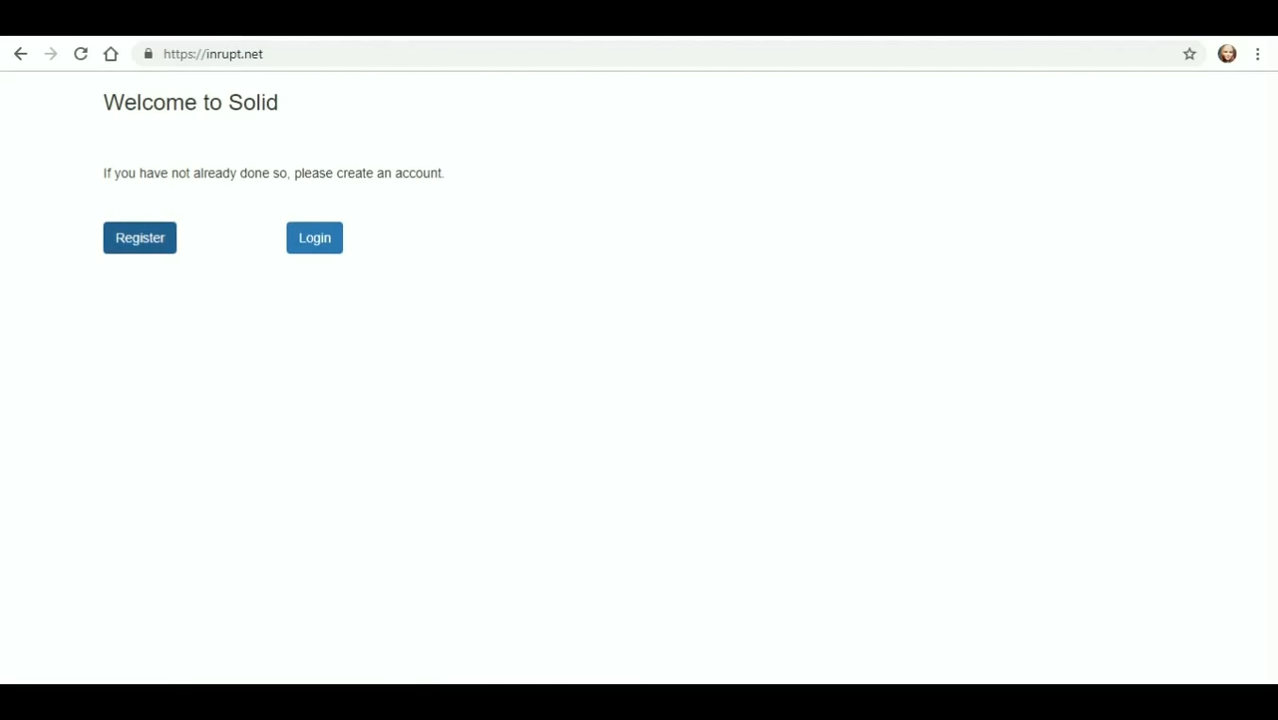 https://inrupt.net
Welcome to Solid
If you have not already done so, please create an account.
Register
Login